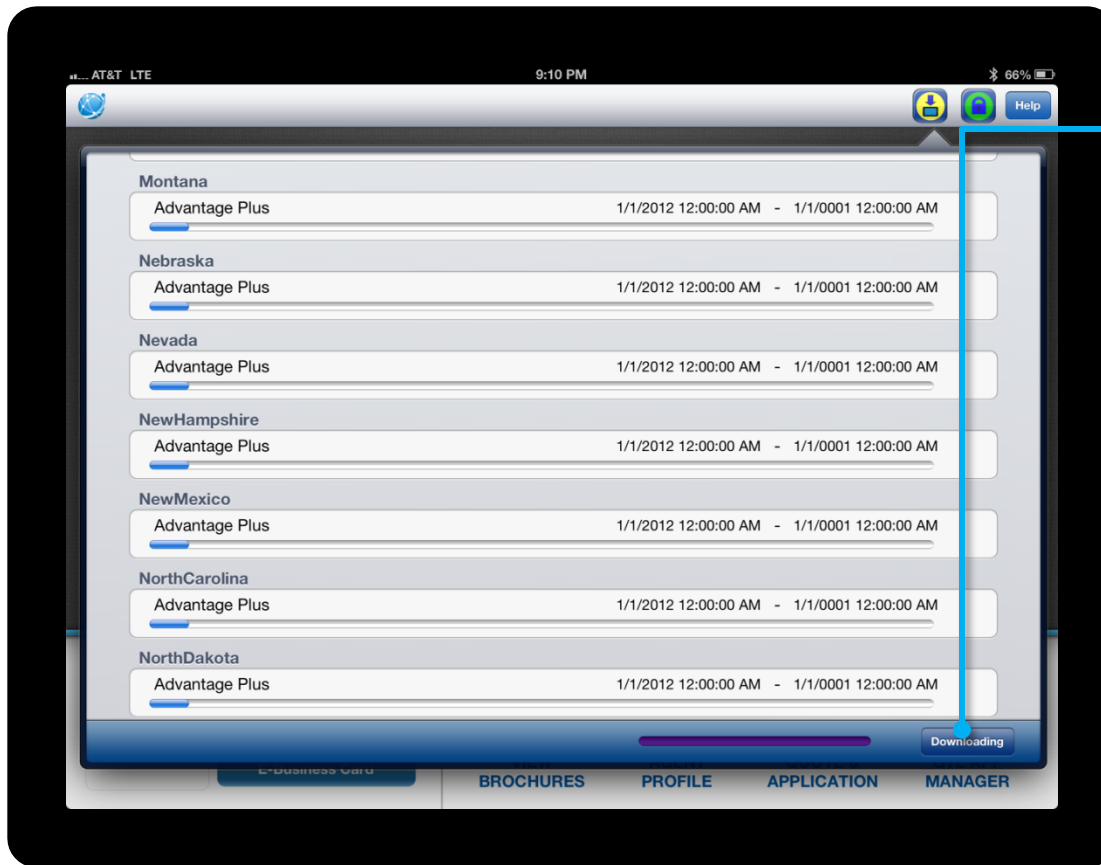 AT&T LTE 9:10 PM 66%
Help
Montana
Advantage Plus 1/1/2012 12:00:00 AM - 1/1/0001 12:00:00 AM
Nebraska
Advantage Plus 1/1/2012 12:00:00 AM - 1/1/0001 12:00:00 AM
Nevada
Advantage Plus 1/1/2012 12:00:00 AM - 1/1/0001 12:00:00 AM
NewHampshire
Advantage Plus 1/1/2012 12:00:00 AM - 1/1/0001 12:00:00 AM
NewMexico
Advantage Plus 1/1/2012 12:00:00 AM - 1/1/0001 12:00:00 AM
NorthCarolina
Advantage Plus 1/1/2012 12:00:00 AM - 1/1/0001 12:00:00 AM
NorthDakota
Advantage Plus 1/1/2012 12:00:00 AM - 1/1/0001 12:00:00 AM
Downloading
E-Business Card
BROCHURES PROFILE APPLICATION MANAGER